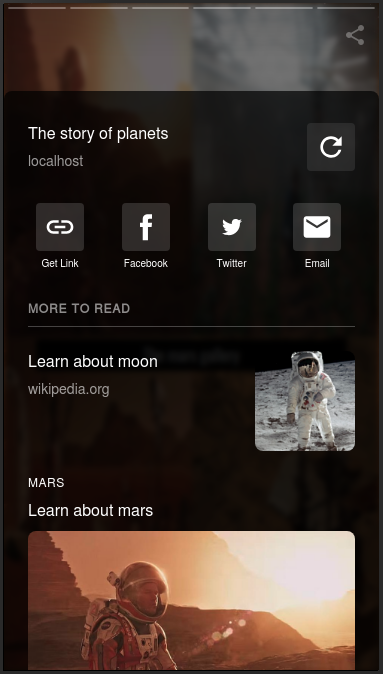 The story of planets
localhost
Get Link
Facebook
Twitter
Email
MORE TO READ
Learn about moon
wikipedia.org
MARS
Learn about mars